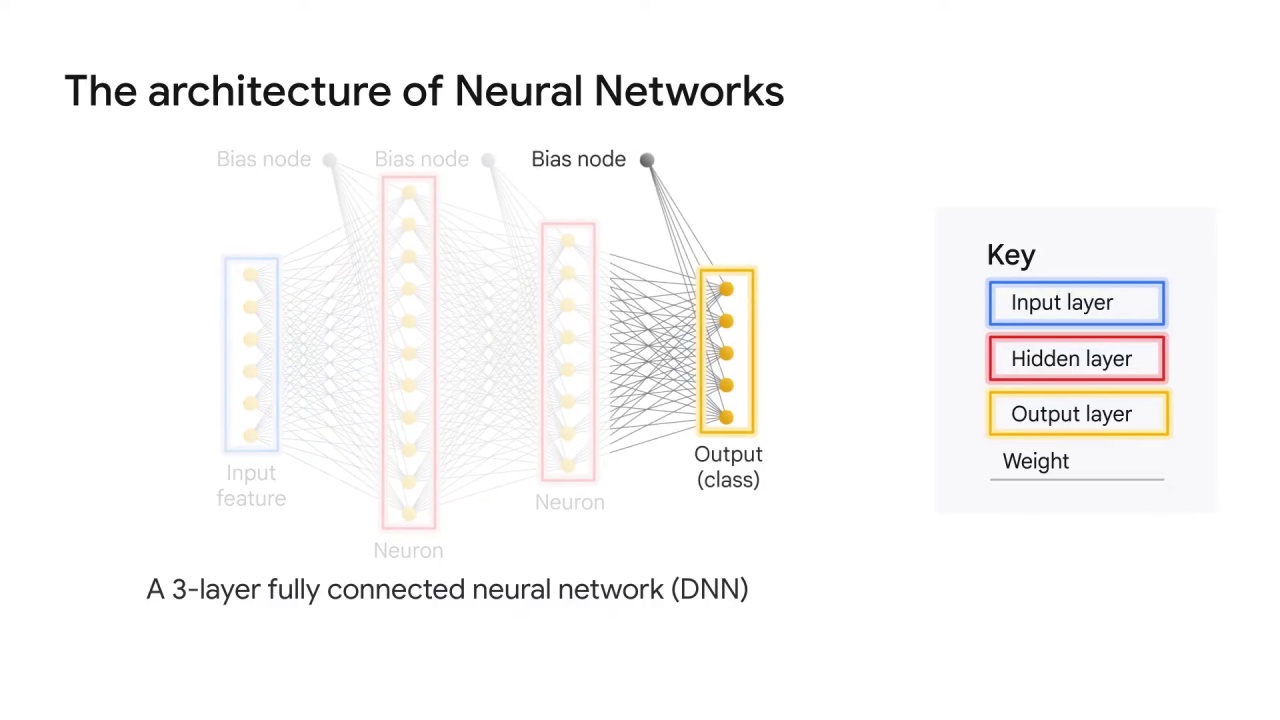 The architecture of Neural Networks
Bias node
Bias node
Bias node
Input
feature
Neuron
Neuron
Output
(class)
A 3-layer fully connected neural network (DNN)
Key
Input layer
Hidden layer
Output layer
Weight